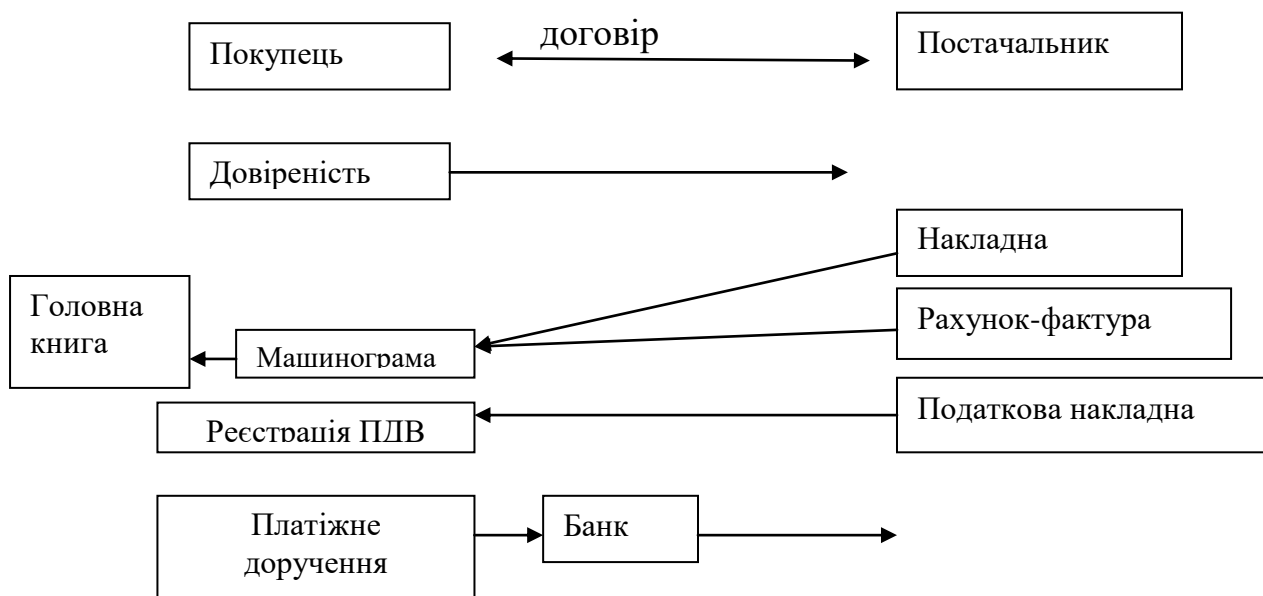 договір
Покупець
Постачальник
Довіреність
Накладна
Головна
книга
Рахунок-фактура
Машинограма
Податкова накладна
Реєстрація ПДВ
Платіжне
доручення
Банк